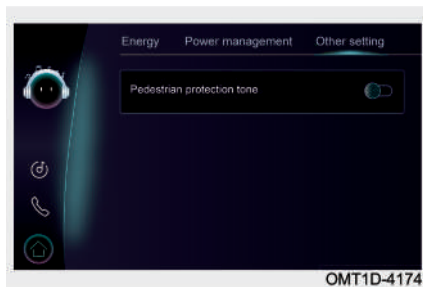 Energy Power management Other setting
Pedestrian protection tone
OMT1D-4174